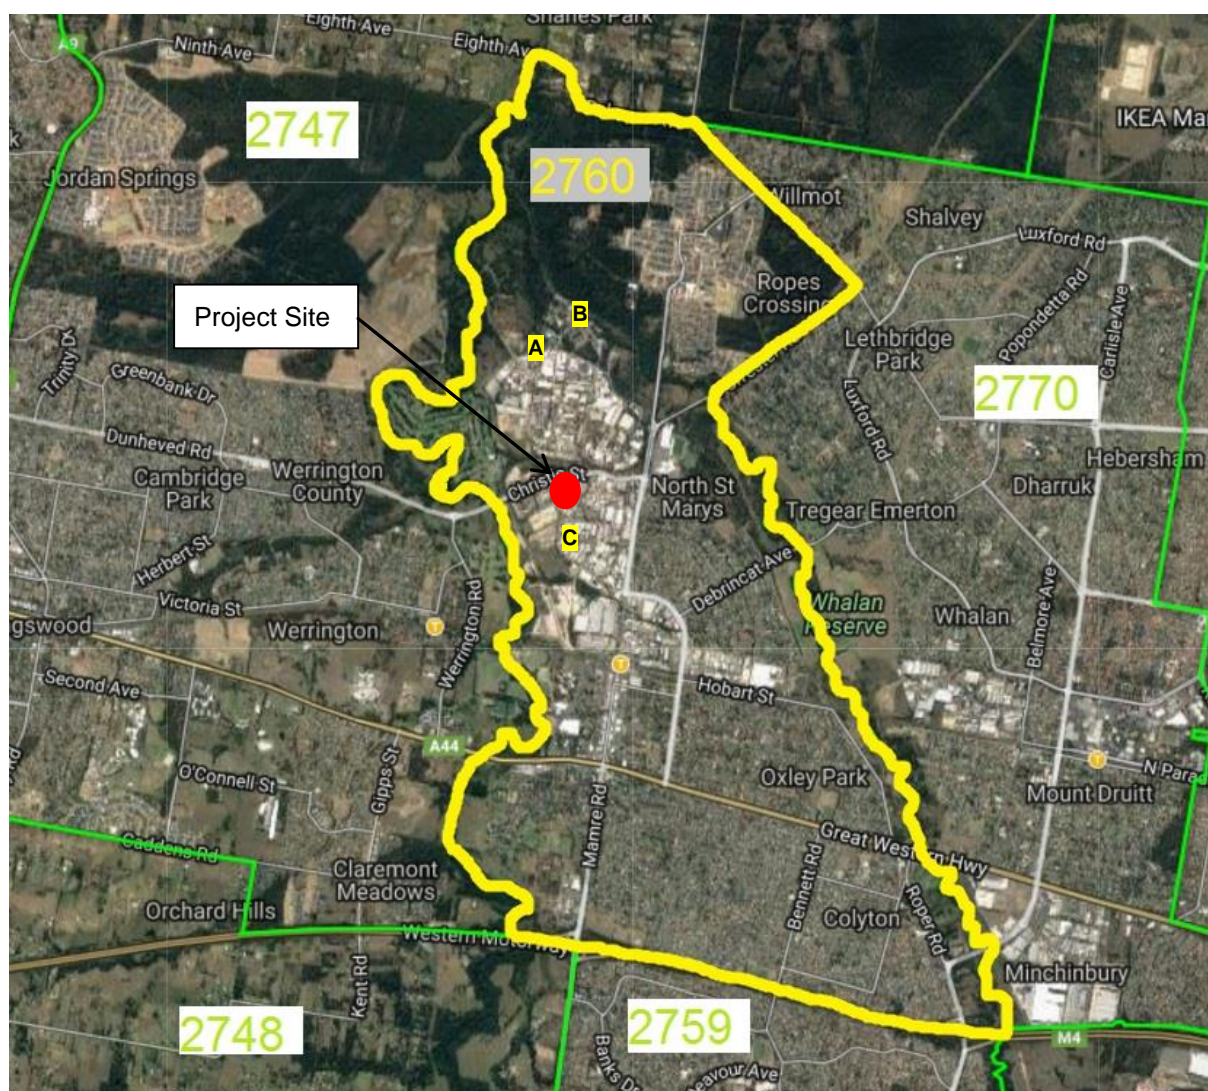 Eighth Ave
Shanes Park
A9
Ninth Ave
Eighth Av
2747
IKEA Mar
2760
Jordan Springs
Willmot
Shalvey
Luxford Rd
Ropes
Crossing
Popondetta Rd
Carlisle Ave
Project Site
B
A
Lethbridge
Park
Trinity Dr
Greenbank Dr
2770
Luxford Rd
Dunheved Rd
Werrington
County
Cambridge
Park
Christie St
North St
Marys
Hebersham
Dharruk
Tregear
Emerton
C
Herbert St
Debrincat Ave
Victoria St
Whalan
Reserve
Whalan
Belmore Ave
gswood
Werrington
T
Werrington Rd
T
Second Ave
Hobart St
A44
O'Connell St
Gipps St
Oxley Park
T
N Para
Mount Druitt
Mamre Rd
Great Western Hwy
Caddens Rd
Claremont
Meadows
Bennett Rd
Roper Rd
Orchard Hills
Colyton
Western Motorway
Kent Rd
Minchinbury
2748
2759
M4
Banks Dr
deavour Ave